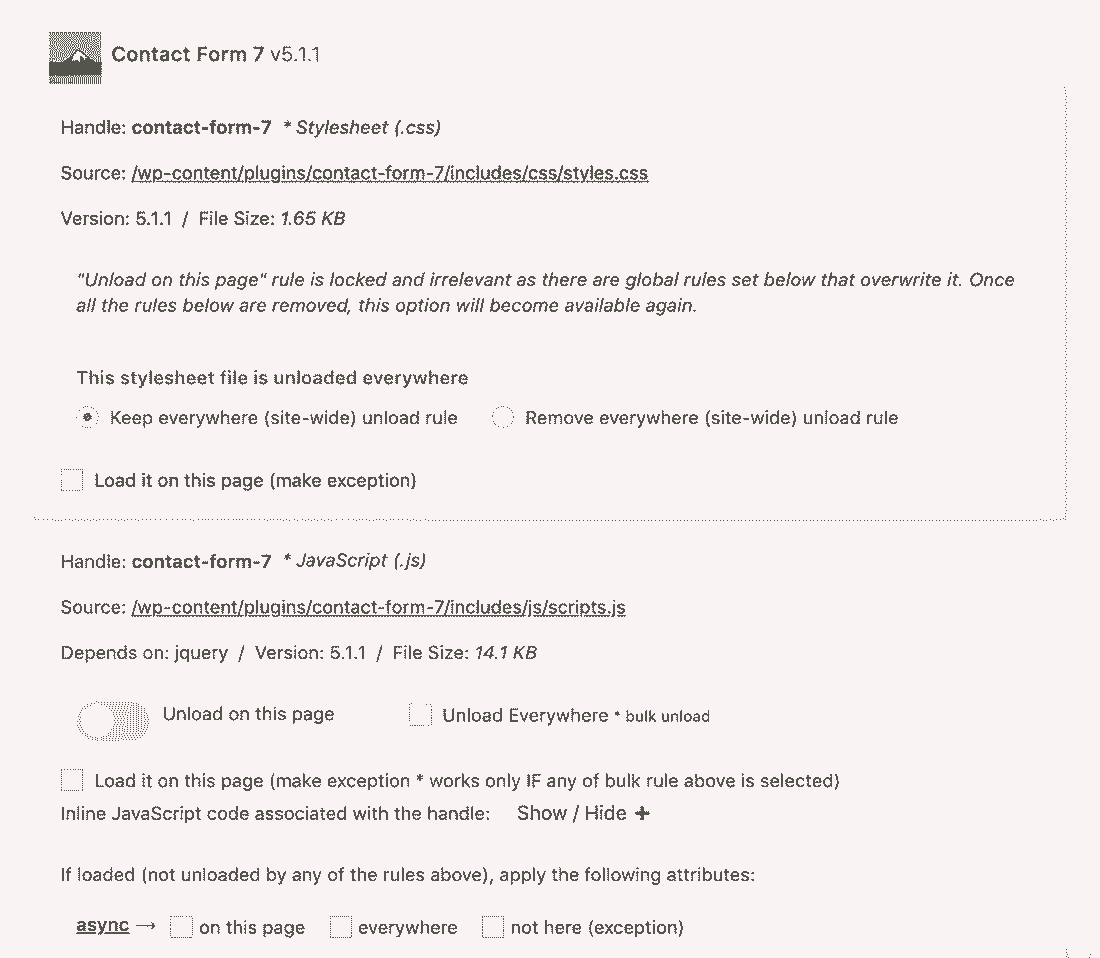 Contact Form 7 v5.1.1
Handle: contact-form-7 * Stylesheet (.css)
Source: /wp-content/plugins/contact-form-7/includes/css/styles.css
Version: 5.1.1 / File Size: 1.65 KB
"Unload on this page" rule is locked and irrelevant as there are global rules set below that overwrite it. Once
all the rules below are removed, this option will become available again.
This stylesheet file is unloaded everywhere
Keep everywhere (site-wide) unload rule Remove everywhere (site-wide) unload rule
Load it on this page (make exception)
Handle: contact-form-7 * JavaScript (.js)
Source: /wp-content/plugins/contact-form-7/includes/js/scripts.js
Depends on: jquery / Version: 5.1.1 / File Size: 14.1 KB
Unload on this page Unload Everywhere * bulk unload
Load it on this page (make exception * works only IF any of bulk rule above is selected)
Inline JavaScript code associated with the handle: Show / Hide +
If loaded (not unloaded by any of the rules above), apply the following attributes:
async → on this page everywhere not here (exception)